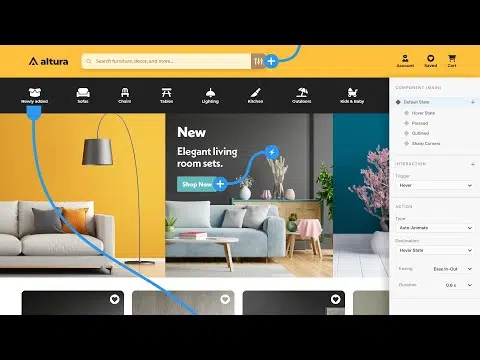 altura
Search furniture, decor, and more...
Account
Saved
Cart
Newly added
Sofas
Chairs
Tables
Lighting
Kitchen
Outdoors
Kids & Baby
New
Elegant living
room sets.
Shop Now
COMPONENT (MAIN)
Default State
Hover State
Pressed
Outlined
Sharp Corners
INTERACTION
Trigger
Hover
ACTION
Type
Auto-Animate
Destination
Hover State
Easing
Ease In-Out
Duration
0.6 s